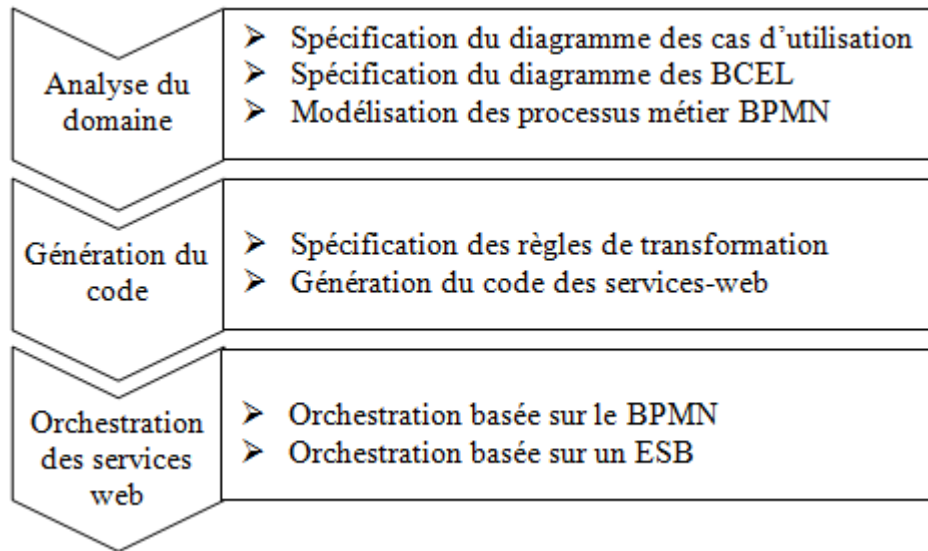 Analyse du
domaine
➢ Spécification du diagramme des cas d'utilisation
➢ Spécification du diagramme des BCEL
➢ Modélisation des processus métier BPMN
Génération du
code
➢ Spécification des règles de transformation
➢ Génération du code des services-web
Orchestration
des services
web
➢ Orchestration basée sur le BPMN
➢ Orchestration basée sur un ESB